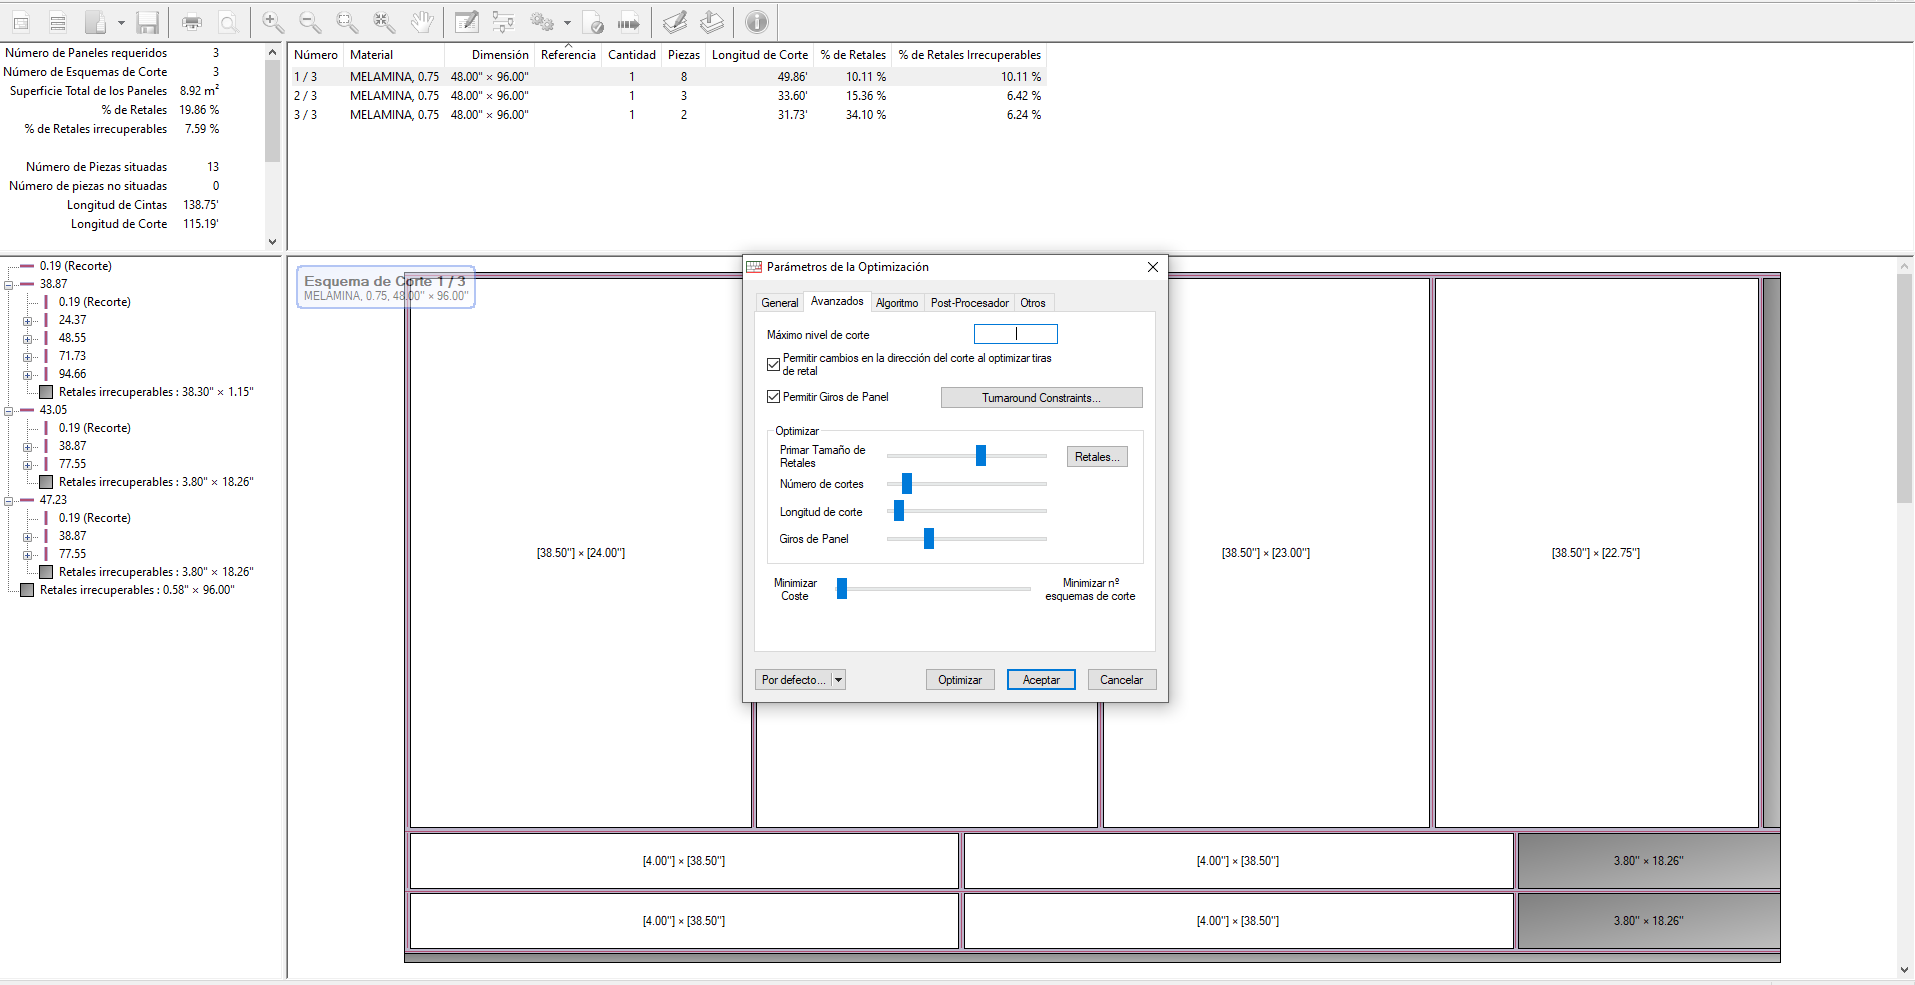 Número de Paneles requeridos 3
Número de Esquemas de Corte 3
Superficie Total de los Paneles 8.92 m²
% de Retales 19.86 %
% de Retales irrecuperables 7.59 %
Número de Piezas situadas 13
Número de piezas no situadas 0
Longitud de Cintas 138.75'
Longitud de Corte 115.19'
Número Material Dimensión Referencia Cantidad Piezas Longitud de Corte % de Retales % de Retales Irrecuperables
1 / 3 MELAMINA, 0.75 48.00" × 96.00" 1 8 49.86' 10.11 % 10.11 %
2 / 3 MELAMINA, 0.75 48.00" × 96.00" 1 3 33.60' 15.36 % 6.42 %
3 / 3 MELAMINA, 0.75 48.00" × 96.00" 1 2 31.73' 34.10 % 6.24 %
0.19 (Recorte)
38.87
0.19 (Recorte)
24.37
48.55
71.73
94.66
Retales irrecuperables : 38.30" × 1.15"
43.05
0.19 (Recorte)
38.87
77.55
Retales irrecuperables : 3.80" × 18.26"
47.23
0.19 (Recorte)
38.87
77.55
Retales irrecuperables : 3.80" × 18.26"
Retales irrecuperables : 0.58" × 96.00"
Esquema de Corte 1 / 3
MELAMINA, 0.75, 48.00" × 96.00"
[38.50"] × [24.00"]
[38.50"] × [23.00"]
[38.50"] × [22.75"]
[4.00"] × [38.50"]
[4.00"] × [38.50"]
3.80" × 18.26"
[4.00"] × [38.50"]
[4.00"] × [38.50"]
3.80" × 18.26"
Parámetros de la Optimización
General Avanzados Algoritmo Post-Procesador Otros
Máximo nivel de corte
Permitir cambios en la dirección del corte al optimizar tiras
de retal
Permitir Giros de Panel Turnaround Constraints...
Optimizar
Primar Tamaño de
Retales
Retales...
Número de cortes
Longitud de corte
Giros de Panel
Minimizar
Coste
Minimizar nº
esquemas de corte
Por defecto... Optimizar Aceptar Cancelar